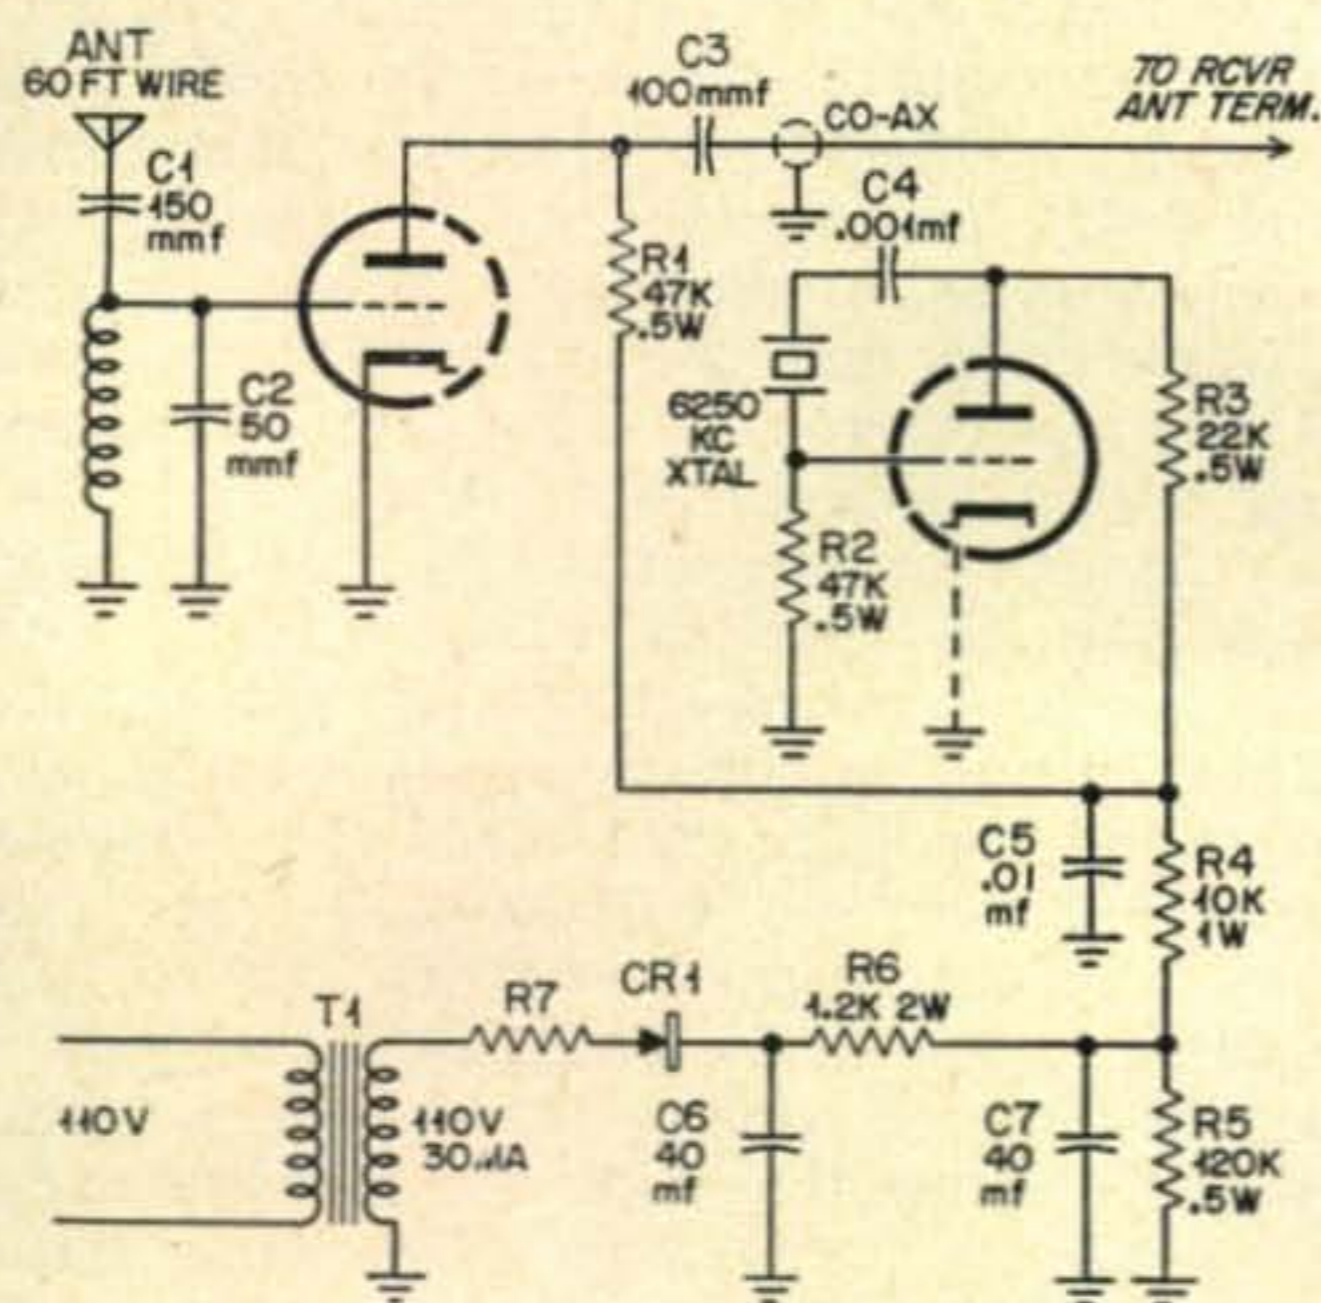 ANT
60 FT WIRE
C1
150
mmf
C2
50
mmf
C3
100mmf
CO-AX
TO RCVR
ANT TERM.
R1
47K
.5W
C4
.001mf
6250
KC
XTAL
R2
47K
.5W
R3
22K
.5W
C5
.01
mf
R4
10K
1W
T1
110V
110V
R7
CR1
R6
1.2K 2W
C6
40
mf
C7
40
mf
R5
120K
.5W